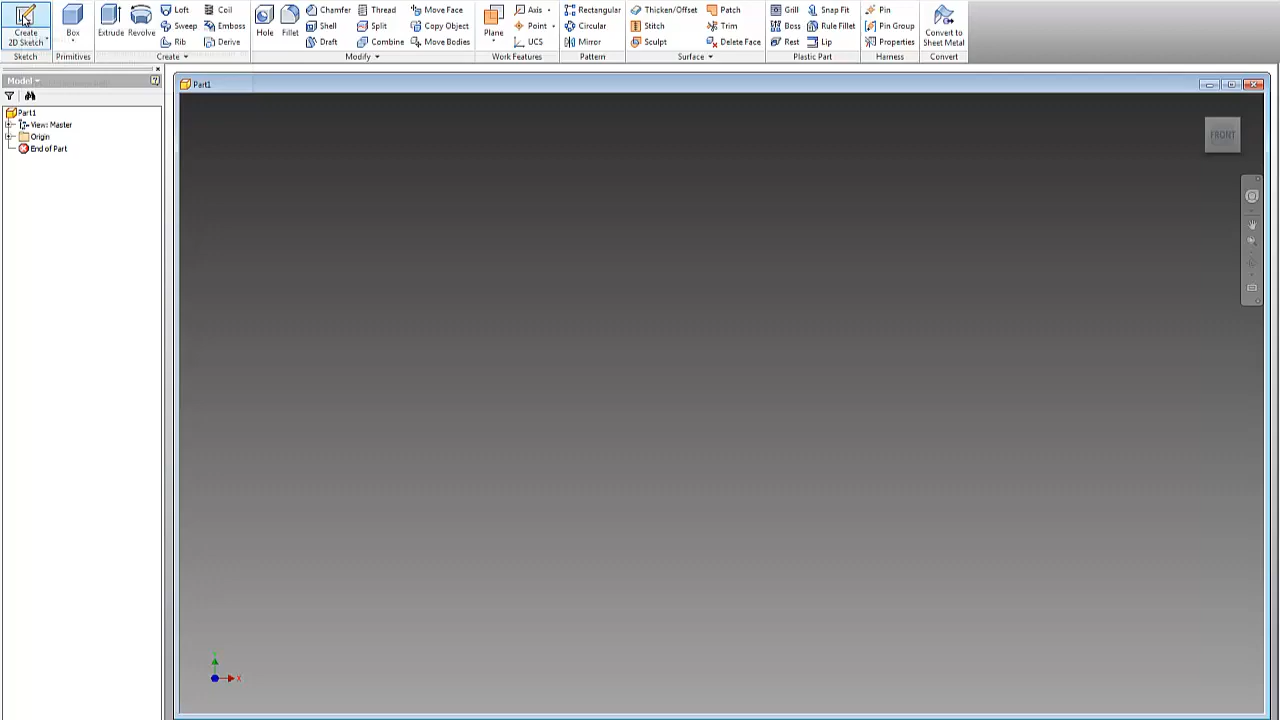 Create
2D Sketch
Box
Extrude
Revolve
Loft
Sweep
Rib
Coil
Emboss
Derive
Hole
Fillet
Chamfer
Shell
Draft
Thread
Split
Combine
Move Face
Copy Object
Move Bodies
Plane
Axis
Point
UCS
Rectangular
Circular
Mirror
Thicken/Offset
Stitch
Sculpt
Patch
Trim
Delete Face
Grill
Boss
Rest
Snap Fit
Rule Fillet
Lip
Pin
Pin Group
Properties
Convert to
Sheet Metal
Sketch
Primitives
Create
Modify
Work Features
Pattern
Surface
Plastic Part
Harness
Convert
Model
Part1
View: Master
Origin
End of Part
Part1
FRONT
Y
X